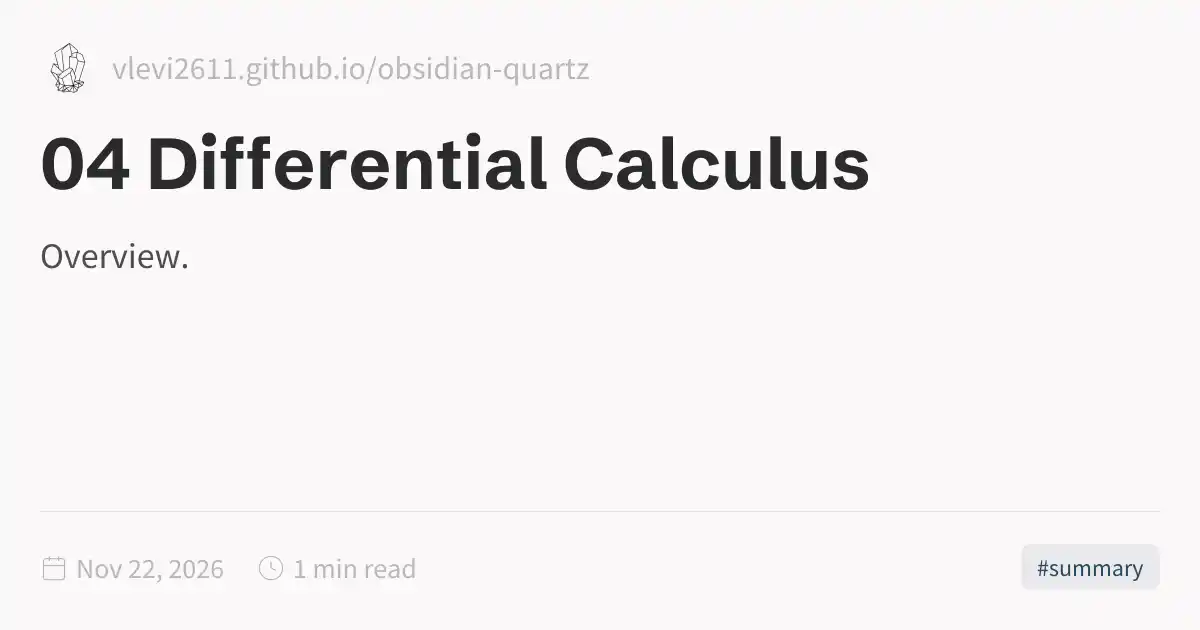 vlevi2611.github.io/obsidian-quartz
04 Differential Calculus
Overview.
Nov 22, 2026 1 min read #summary